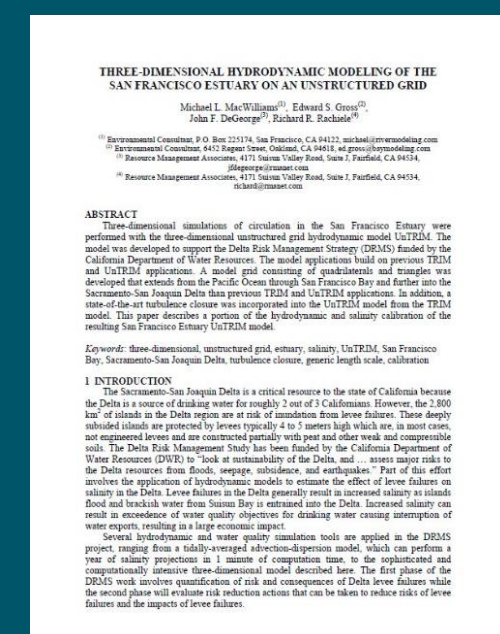 THREE-DIMENSIONAL HYDRODYNAMIC MODELING OF THE
SAN FRANCISCO ESTUARY ON AN UNSTRUCTURED GRID
Michael L. MacWilliams(1), Edward S. Gross(2),
John F. DeGeorge(3), Richard R. Rachiele(4)
(1) Environmental Consultant, P.O. Box 225174, San Francisco, CA 94122, michael@rivermodeling.com
(2) Environmental Consultant, 6452 Regent Street, Oakland, CA 94618, ed.gross@baymodeling.com
(3) Resource Management Associates, 4171 Suisun Valley Road, Suite J, Fairfield, CA 94534,
jfdegeorge@rmanet.com
(4) Resource Management Associates, 4171 Suisun Valley Road, Suite J, Fairfield, CA 94534,
richard@rmanet.com
ABSTRACT
Three-dimensional simulations of circulation in the San Francisco Estuary were
performed with the three-dimensional unstructured grid hydrodynamic model UnTRIM. The
model was developed to support the Delta Risk Management Strategy (DRMS) funded by the
California Department of Water Resources. The model applications build on previous TRIM
and UnTRIM applications. A model grid consisting of quadrilaterals and triangles was
developed that extends from the Pacific Ocean through San Francisco Bay and further into the
Sacramento-San Joaquin Delta than previous TRIM and UnTRIM applications. In addition, a
state-of-the-art turbulence closure was incorporated into the UnTRIM model from the TRIM
model. This paper describes a portion of the hydrodynamic and salinity calibration of the
resulting San Francisco Estuary UnTRIM model.
Keywords: three-dimensional, unstructured grid, estuary, salinity, UnTRIM, San Francisco
Bay, Sacramento-San Joaquin Delta, turbulence closure, generic length scale, calibration
1 INTRODUCTION
The Sacramento-San Joaquin Delta is a critical resource to the state of California because
the Delta is a source of drinking water for roughly 2 out of 3 Californians. However, the 2,800
km² of islands in the Delta region are at risk of inundation from levee failures. These deeply
subsided islands are protected by levees typically 4 to 5 meters high which are, in most cases,
not engineered levees and are constructed partially with peat and other weak and compressible
soils. The Delta Risk Management Study has been funded by the California Department of
Water Resources (DWR) to “look at sustainability of the Delta, and … assess major risks to
the Delta resources from floods, seepage, subsidence, and earthquakes.” Part of this effort
involves the application of hydrodynamic models to estimate the effect of levee failures on
salinity in the Delta. Levee failures in the Delta generally result in increased salinity as islands
flood and brackish water from Suisun Bay is entrained into the Delta. Increased salinity can
result in exceedence of water quality objectives for drinking water causing interruption of
water exports, resulting in a large economic impact.
Several hydrodynamic and water quality simulation tools are applied in the DRMS
project, ranging from a tidally-averaged advection-dispersion model, which can perform a
year of salinity projections in 1 minute of computation time, to the sophisticated and
computationally intensive three-dimensional model described here. The first phase of the
DRMS work involves quantification of risk and consequences of Delta levee failures while
the second phase will evaluate risk reduction actions that can be taken to reduce risks of levee
failures and the impacts of levee failures.